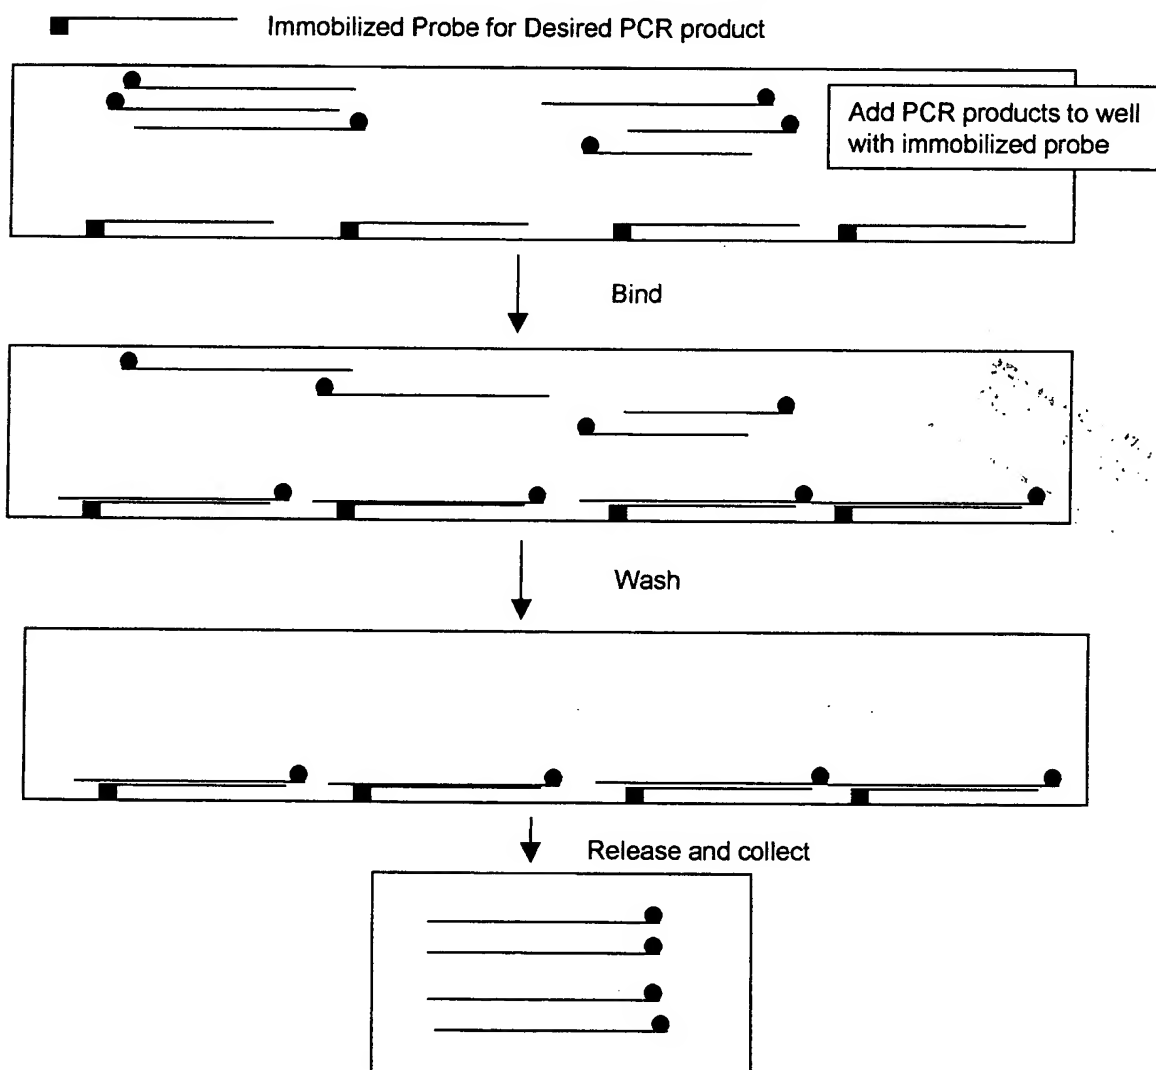 Immobilized Probe for Desired PCR product
Add PCR products to well
with immobilized probe
Bind
Wash
Release and collect